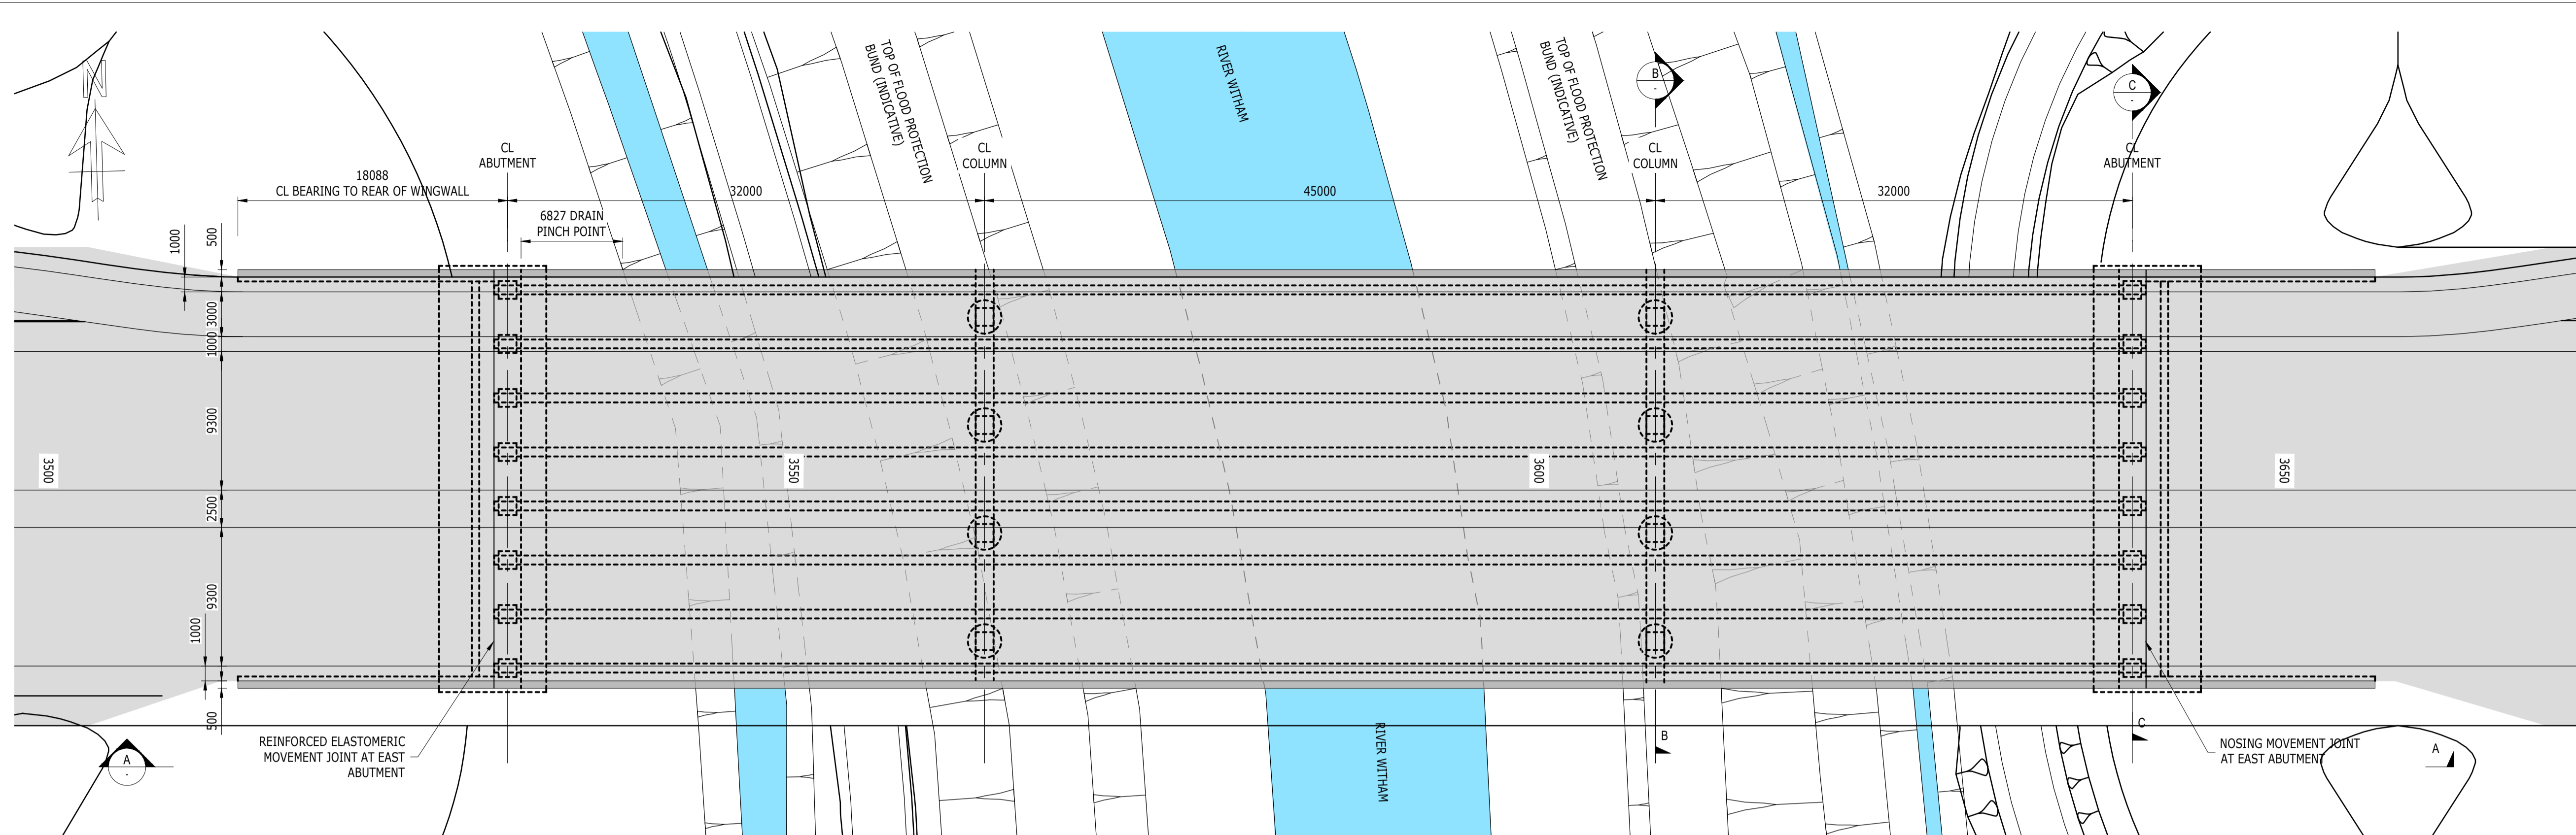 N
TOP OF FLOOD PROTECTION
BUND (INDICATIVE)
RIVER WITHAM
TOP OF FLOOD PROTECTION
BUND (INDICATIVE)
B
-
C
-
CL
ABUTMENT
CL
COLUMN
CL
COLUMN
CL
ABUTMENT
18088
CL BEARING TO REAR OF WINGWALL
32000
45000
32000
6827 DRAIN
PINCH POINT
1000
500
3000
1000
9300
2500
9300
1000
500
3500
3550
3600
3650
REINFORCED ELASTOMERIC
MOVEMENT JOINT AT EAST
ABUTMENT
A
-
RIVER WITHAM
B
C
NOSING MOVEMENT JOINT
AT EAST ABUTMENT
A